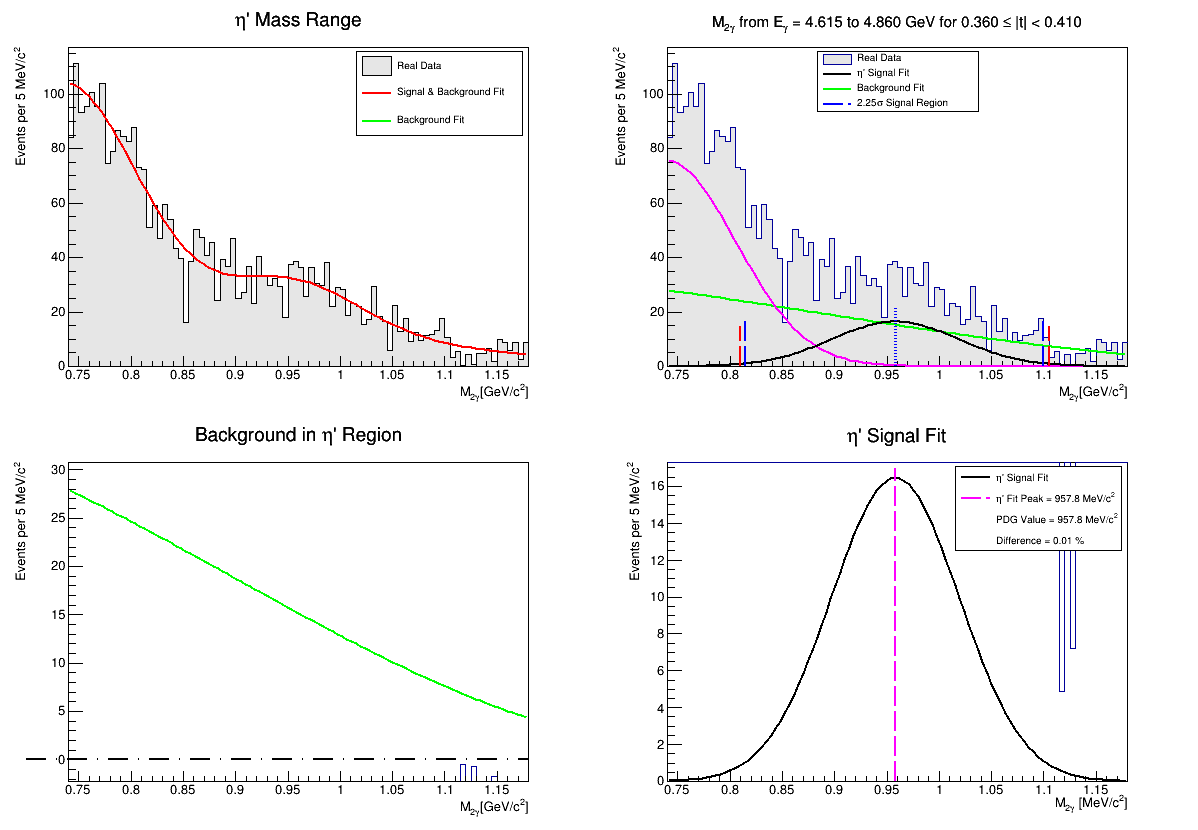 η' Mass Range
Events per 5 MeV/c²
100
80
60
40
20
0
Real Data
Signal & Background Fit
Background Fit
0.75 0.8 0.85 0.9 0.95 1 1.05 1.1 1.15
M₂γ[GeV/c²]
M₂γ from Eγ = 4.615 to 4.860 GeV for 0.360 ≤ |t| < 0.410
Events per 5 MeV/c²
100
80
60
40
20
0
Real Data
η' Signal Fit
Background Fit
2.25σ Signal Region
0.75 0.8 0.85 0.9 0.95 1 1.05 1.1 1.15
M₂γ[GeV/c²]
Background in η' Region
Events per 5 MeV/c²
30
25
20
15
10
5
0
0.75 0.8 0.85 0.9 0.95 1 1.05 1.1 1.15
M₂γ[GeV/c²]
η' Signal Fit
Events per 5 MeV/c²
16
14
12
10
8
6
4
2
0
η' Signal Fit
η' Fit Peak = 957.8 MeV/c²
PDG Value = 957.8 MeV/c²
Difference = 0.01 %
0.75 0.8 0.85 0.9 0.95 1 1.05 1.1 1.15
M₂γ [MeV/c²]